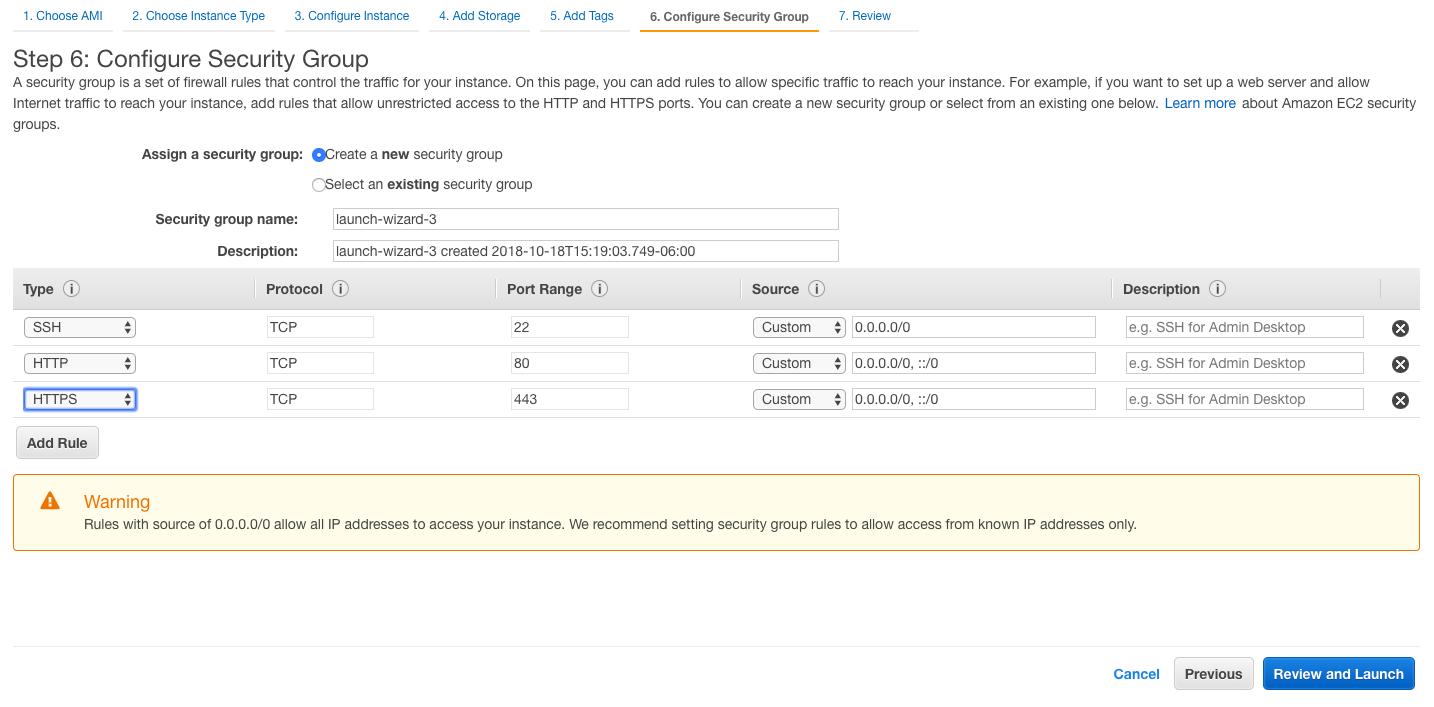 1. Choose AMI 2. Choose Instance Type 3. Configure Instance 4. Add Storage 5. Add Tags 6. Configure Security Group 7. Review
Step 6: Configure Security Group
A security group is a set of firewall rules that control the traffic for your instance. On this page, you can add rules to allow specific traffic to reach your instance. For example, if you want to set up a web server and allow
Internet traffic to reach your instance, add rules that allow unrestricted access to the HTTP and HTTPS ports. You can create a new security group or select from an existing one below. Learn more about Amazon EC2 security
groups.
Assign a security group: Create a new security group
Select an existing security group
Security group name: launch-wizard-3
Description: launch-wizard-3 created 2018-10-18T15:19:03.749-06:00
Type i Protocol i Port Range i Source i Description i
SSH TCP 22 Custom 0.0.0.0/0 e.g. SSH for Admin Desktop
HTTP TCP 80 Custom 0.0.0.0/0, ::/0 e.g. SSH for Admin Desktop
HTTPS TCP 443 Custom 0.0.0.0/0, ::/0 e.g. SSH for Admin Desktop
Add Rule
Warning
Rules with source of 0.0.0.0/0 allow all IP addresses to access your instance. We recommend setting security group rules to allow access from known IP addresses only.
Cancel Previous Review and Launch